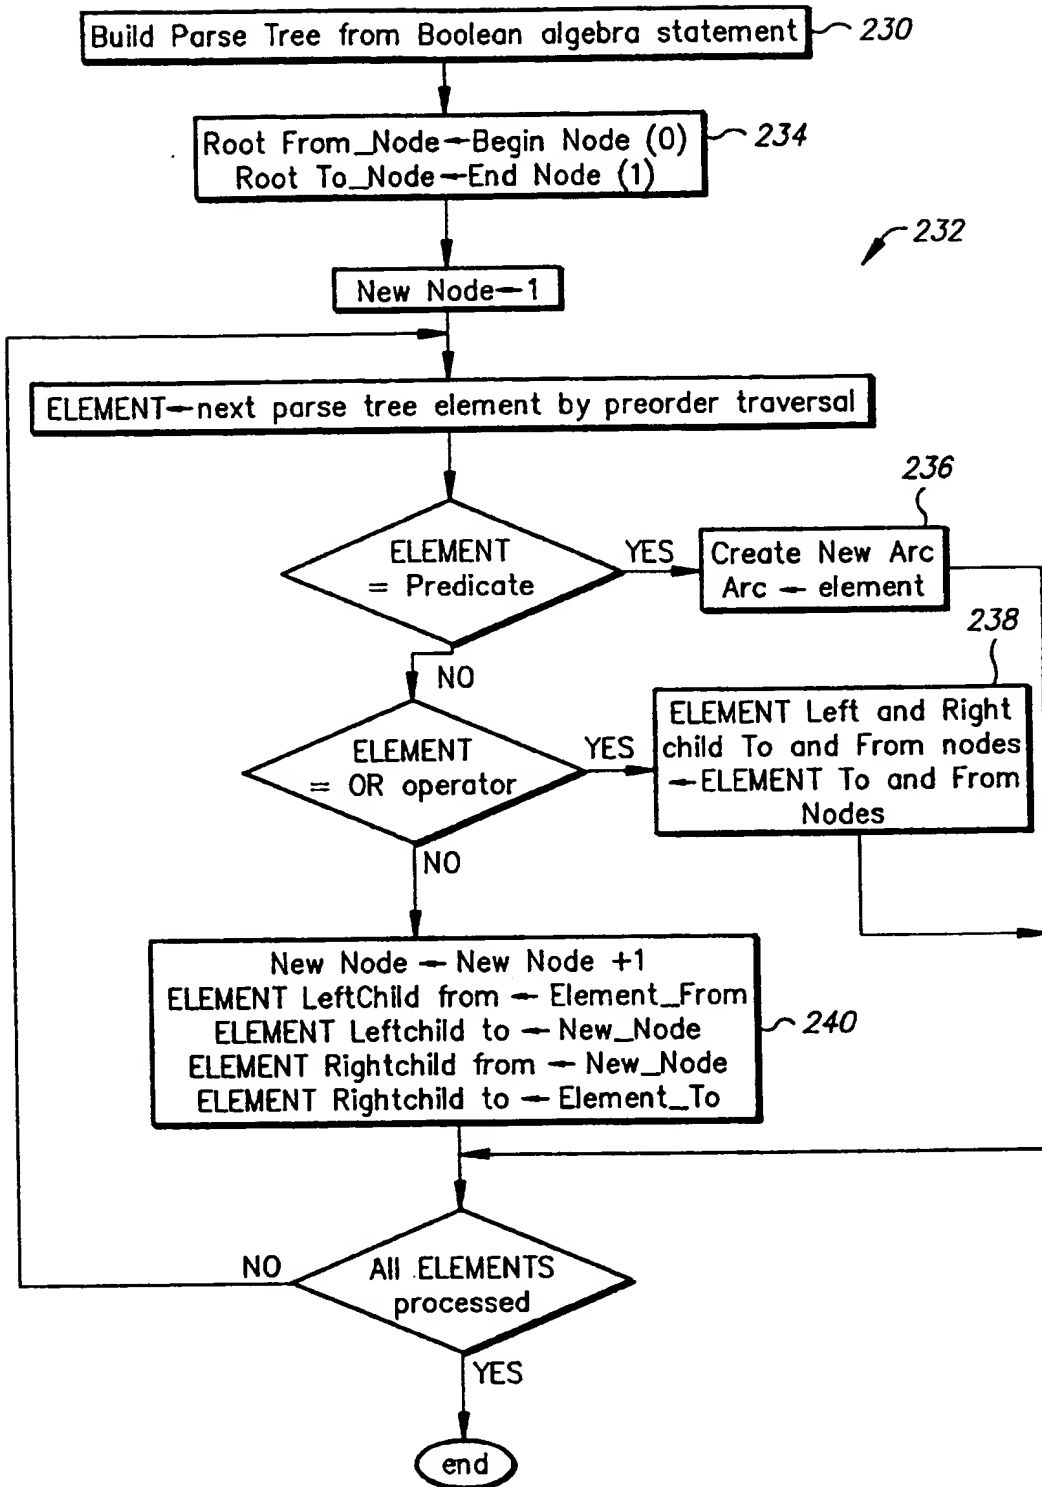 Build Parse Tree from Boolean algebra statement
230
Root From_Node←Begin Node (0)
Root To_Node←End Node (1)
234
232
New Node←1
ELEMENT←next parse tree element by preorder traversal
236
ELEMENT
= Predicate
YES
Create New Arc
Arc ← element
NO
238
ELEMENT
= OR operator
YES
ELEMENT Left and Right
child To and From nodes
←ELEMENT To and From
Nodes
NO
New Node ← New Node +1
ELEMENT LeftChild from ← Element_From
ELEMENT Leftchild to ← New_Node
ELEMENT Rightchild from ← New_Node
ELEMENT Rightchild to ← Element_To
240
NO
All ELEMENTS
processed
YES
end